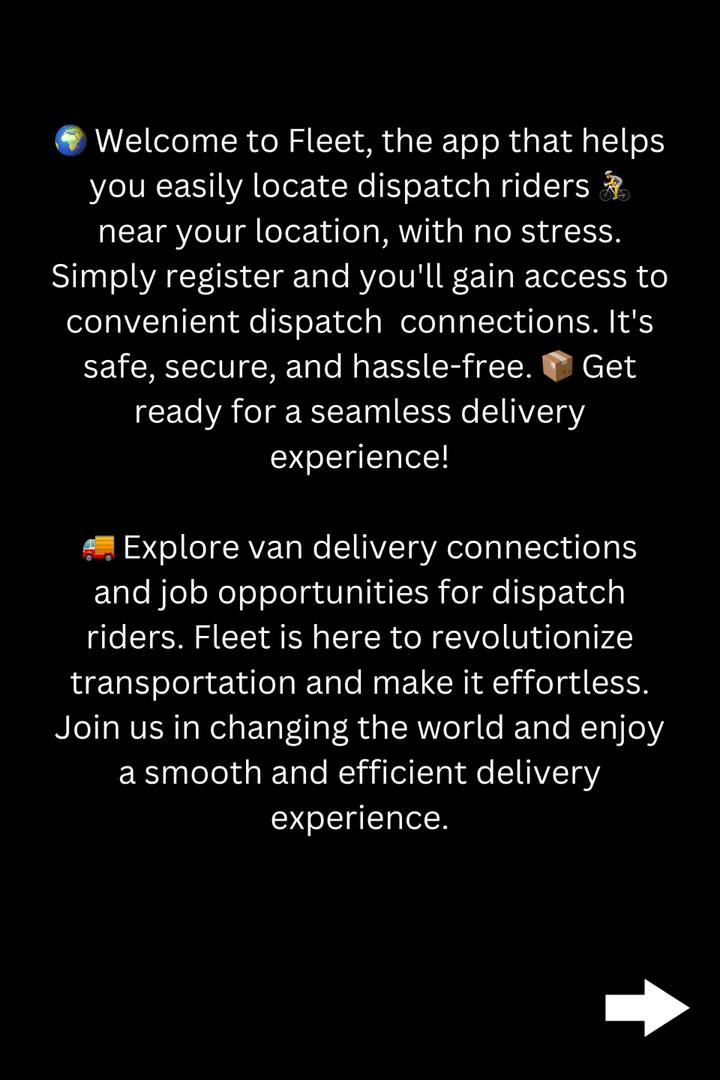 🌍 Welcome to Fleet, the app that helps
you easily locate dispatch riders 🚴
near your location, with no stress.
Simply register and you'll gain access to
convenient dispatch  connections. It's
safe, secure, and hassle-free. 📦 Get
ready for a seamless delivery
experience!
🚚 Explore van delivery connections
and job opportunities for dispatch
riders. Fleet is here to revolutionize
transportation and make it effortless.
Join us in changing the world and enjoy
a smooth and efficient delivery
experience.